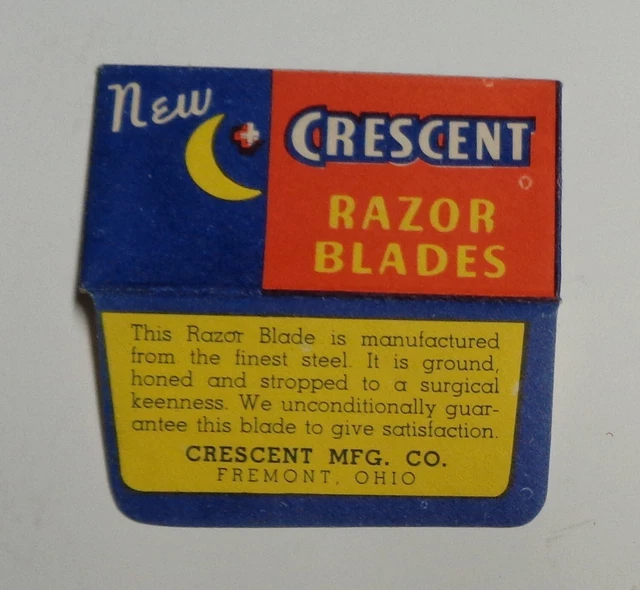 New
CRESCENT
RAZOR
BLADES
This Razor Blade is manufactured
from the finest steel. It is ground,
honed and stropped to a surgical
keenness. We unconditionally guar-
antee this blade to give satisfaction.
CRESCENT MFG. CO.
FREMONT, OHIO